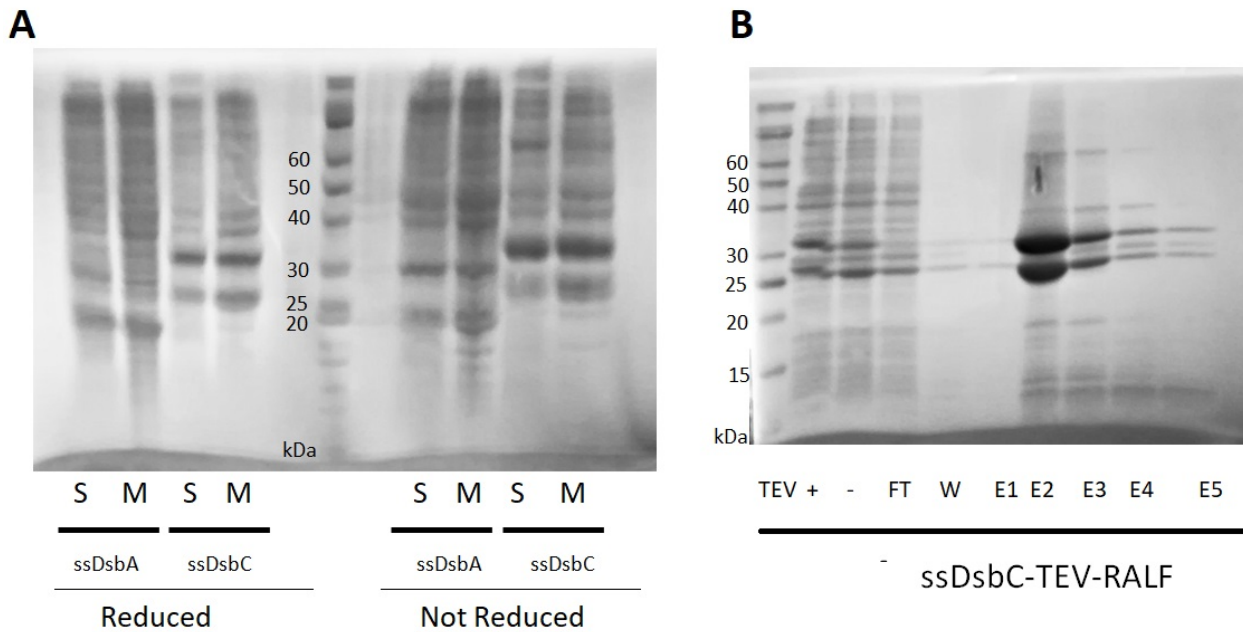 A
B
60
50
40
30
25
20
kDa
60
50
40
30
25
20
15
kDa
S M S M S M S M
ssDsbA ssDsbC ssDsbA ssDsbC
Reduced Not Reduced
TEV + - FT W E1 E2 E3 E4 E5
-
ssDsbC-TEV-RALF